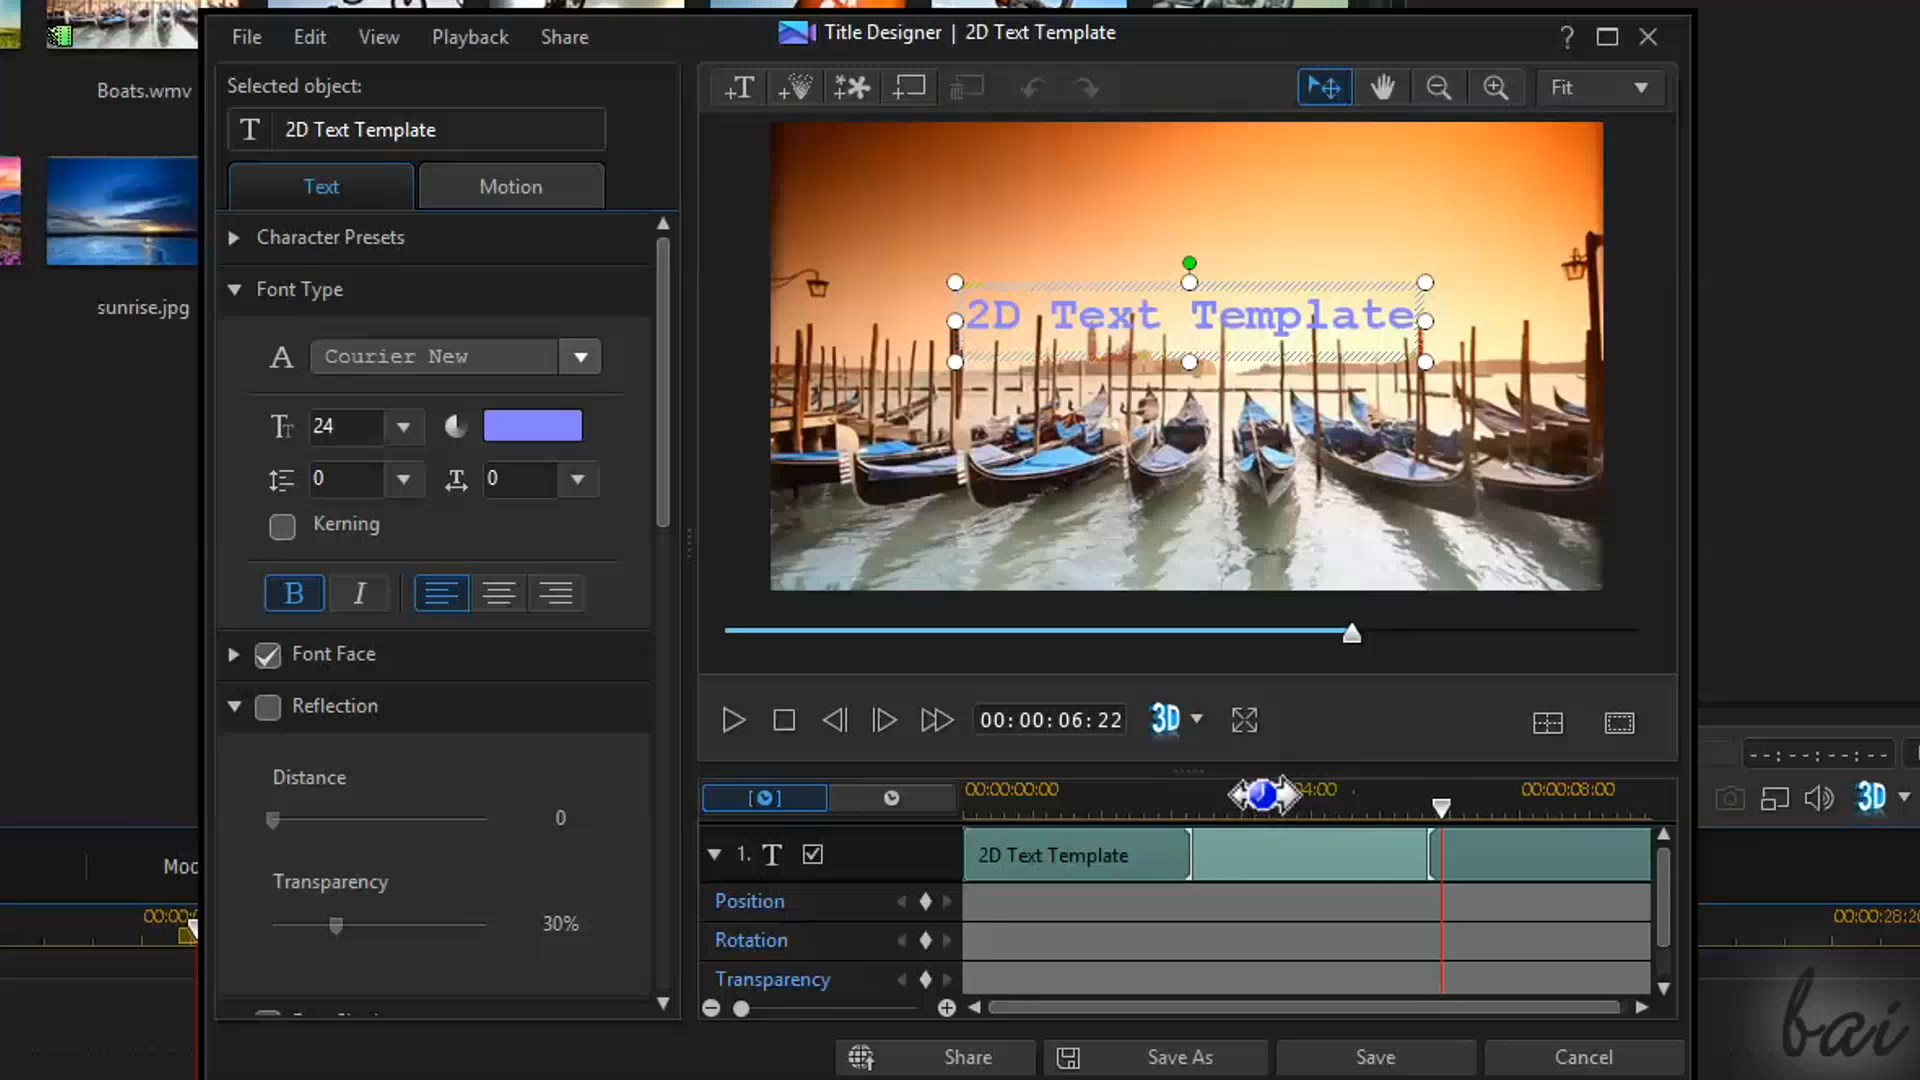 File Edit View Playback Share
Title Designer | 2D Text Template
?
Boats.wmv
sunrise.jpg
Selected object:
T 2D Text Template
Text Motion
Character Presets
Font Type
A Courier New
24
0 0
Kerning
B I
Font Face
Reflection
Distance
0
Transparency
30%
T
Fit
2D Text Template
00:00:06:22 3D
00:00:00:00 04:00 00:00:08:00
1. T 2D Text Template
Position
Rotation
Transparency
Share Save As Save Cancel
--:--:--:--
3D
00:00:28:2
bai